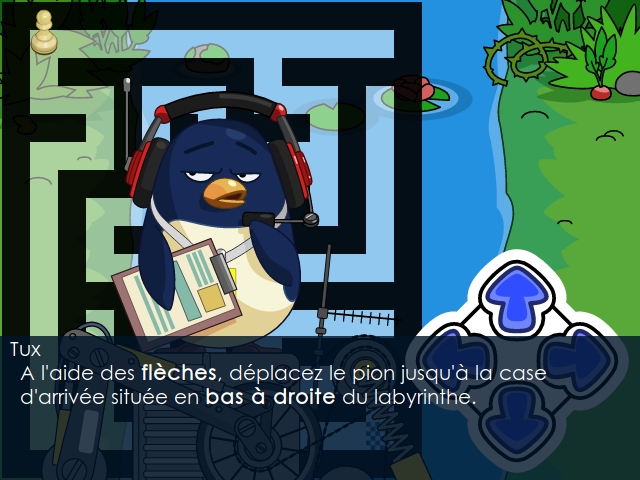 Tux
A l'aide des flèches, déplacez le pion jusqu'à la case
d'arrivée située en bas à droite du labyrinthe.